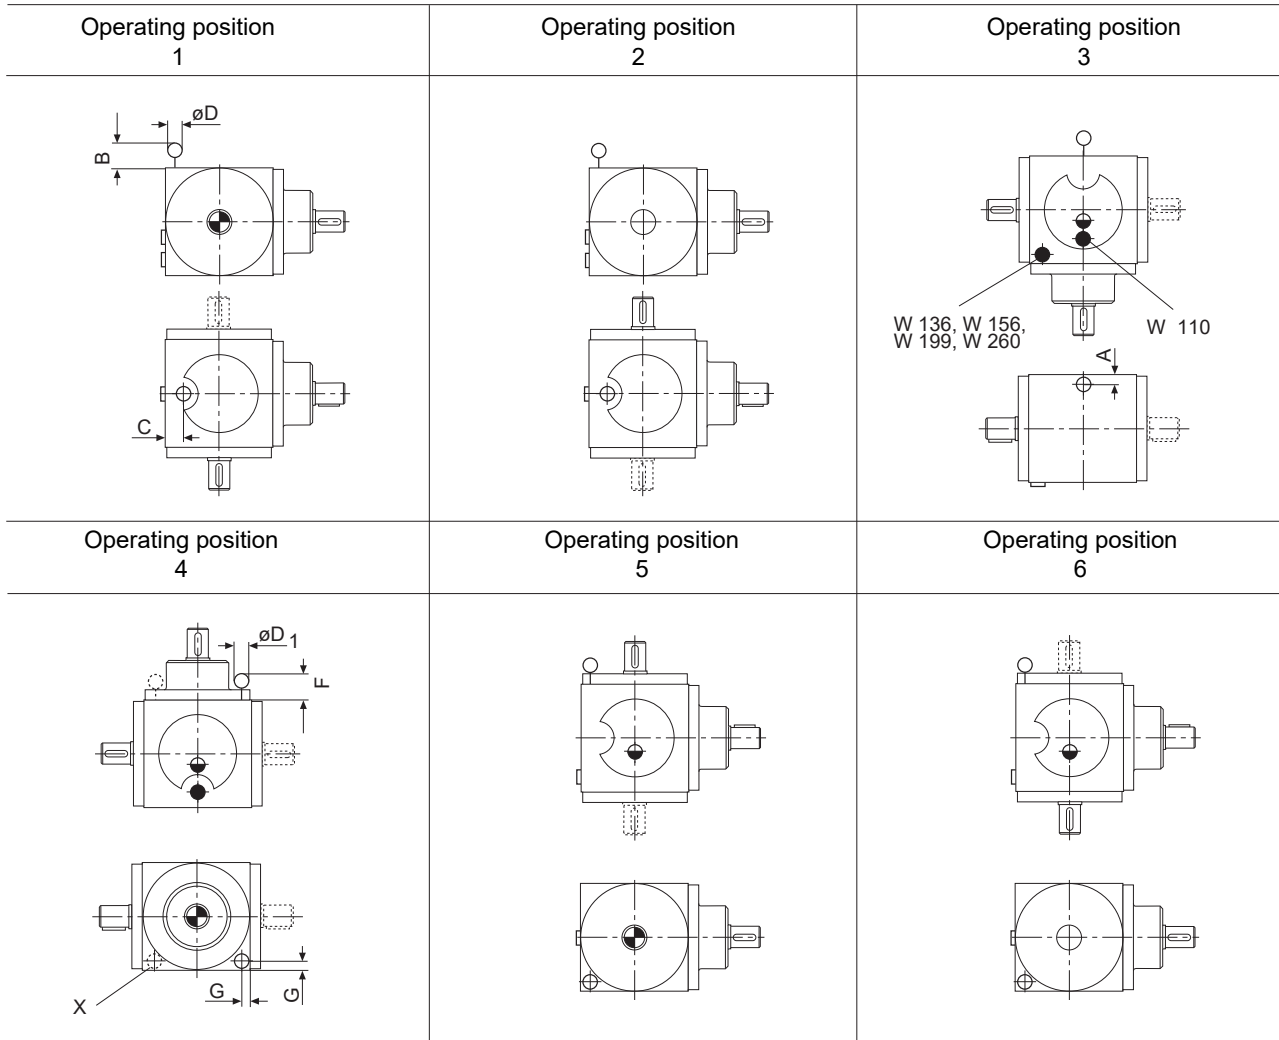 Operating position
1
Operating position
2
Operating position
3
øD
B
C
W 136, W 156,
W 199, W 260
W 110
A
Operating position
4
Operating position
5
Operating position
6
øD 1
F
X
G
G